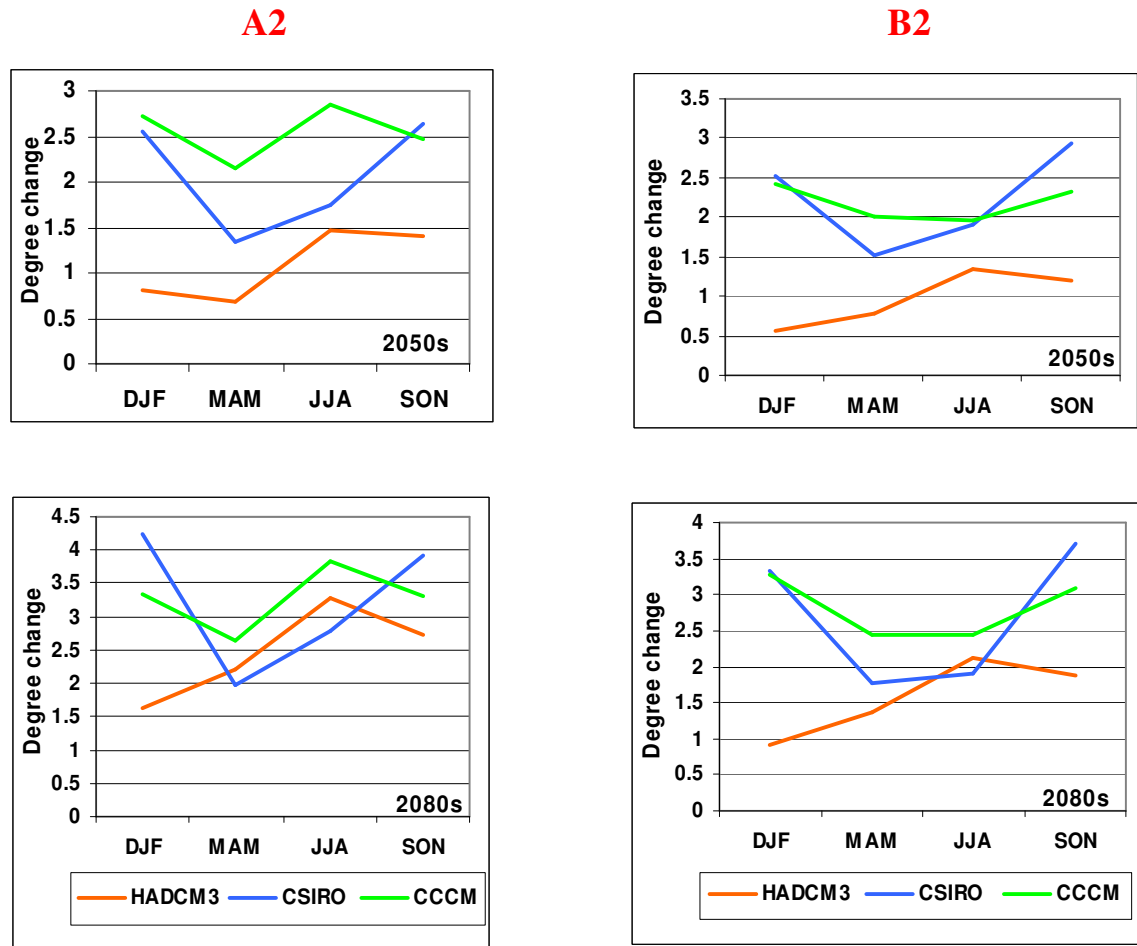 A2
B2
Degree change
3
2.5
2
1.5
1
0.5
0
2050s
DJF MAM JJA SON
Degree change
3.5
3
2.5
2
1.5
1
0.5
0
2050s
DJF MAM JJA SON
Degree change
4.5
4
3.5
3
2.5
2
1.5
1
0.5
0
2080s
DJF MAM JJA SON
HADCM3 CSIRO CCCM
Degree change
4
3.5
3
2.5
2
1.5
1
0.5
0
2080s
DJF MAM JJA SON
HADCM3 CSIRO CCCM